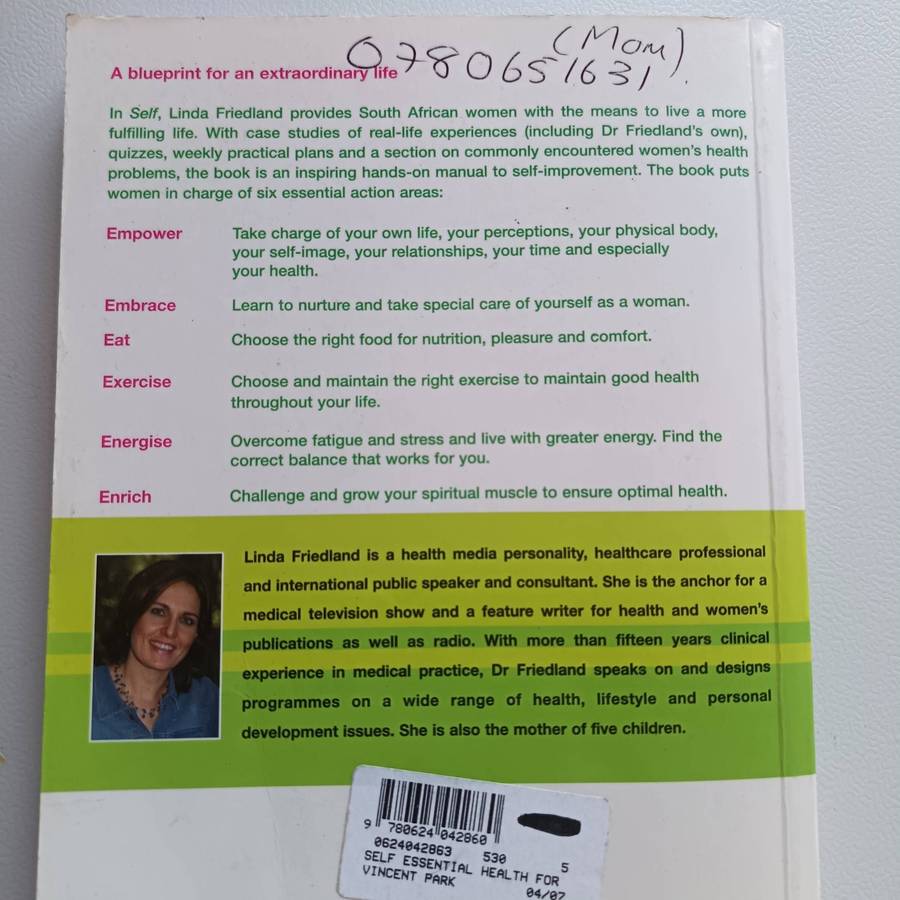 (Mom)
0780651631.
A blueprint for an extraordinary life
In Self, Linda Friedland provides South African women with the means to live a more
fulfilling life. With case studies of real-life experiences (including Dr Friedland's own),
quizzes, weekly practical plans and a section on commonly encountered women's health
problems, the book is an inspiring hands-on manual to self-improvement. The book puts
women in charge of six essential action areas:
Empower Take charge of your own life, your perceptions, your physical body,
your self-image, your relationships, your time and especially
your health.
Embrace Learn to nurture and take special care of yourself as a woman.
Eat Choose the right food for nutrition, pleasure and comfort.
Exercise Choose and maintain the right exercise to maintain good health
throughout your life.
Energise Overcome fatigue and stress and live with greater energy. Find the
correct balance that works for you.
Enrich Challenge and grow your spiritual muscle to ensure optimal health.
Linda Friedland is a health media personality, healthcare professional
and international public speaker and consultant. She is the anchor for a
medical television show and a feature writer for health and women's
publications as well as radio. With more than fifteen years clinical
experience in medical practice, Dr Friedland speaks on and designs
programmes on a wide range of health, lifestyle and personal
development issues. She is also the mother of five children.
9 780624 042860
0624042863 530 5
SELF ESSENTIAL HEALTH FOR
VINCENT PARK 04/07